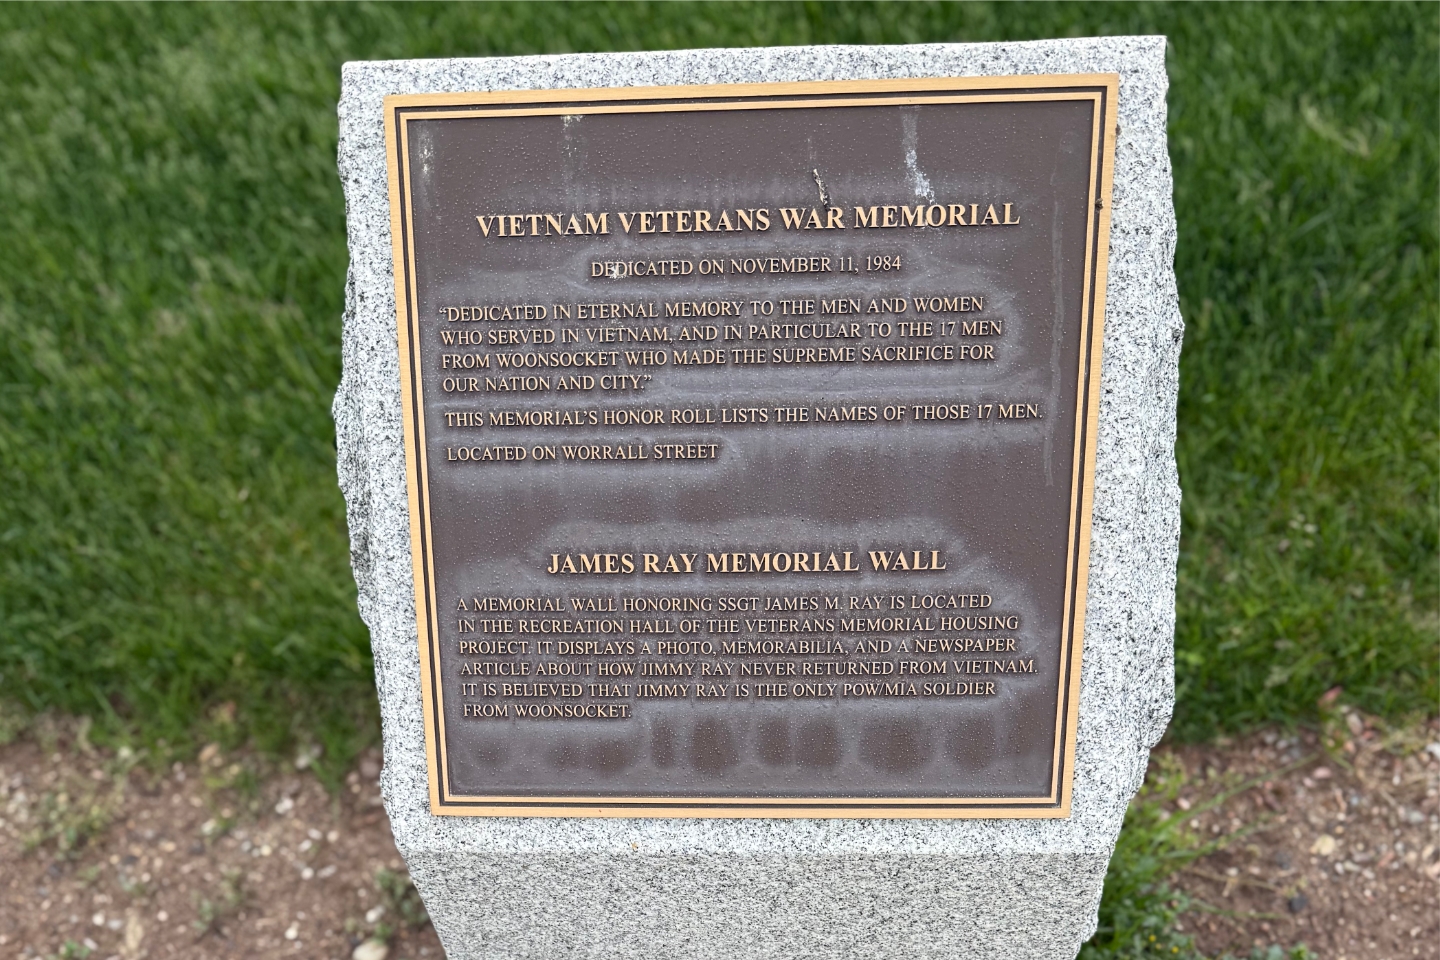 VIETNAM VETERANS WAR MEMORIAL
DEDICATED ON NOVEMBER 11, 1984
“DEDICATED IN ETERNAL MEMORY TO THE MEN AND WOMEN
WHO SERVED IN VIETNAM, AND IN PARTICULAR TO THE 17 MEN
FROM WOONSOCKET WHO MADE THE SUPREME SACRIFICE FOR
OUR NATION AND CITY.”
THIS MEMORIAL’S HONOR ROLL LISTS THE NAMES OF THOSE 17 MEN.
LOCATED ON WORRALL STREET
JAMES RAY MEMORIAL WALL
A MEMORIAL WALL HONORING SSGT JAMES M. RAY IS LOCATED
IN THE RECREATION HALL OF THE VETERANS MEMORIAL HOUSING
PROJECT. IT DISPLAYS A PHOTO, MEMORABILIA, AND A NEWSPAPER
ARTICLE ABOUT HOW JIMMY RAY NEVER RETURNED FROM VIETNAM.
IT IS BELIEVED THAT JIMMY RAY IS THE ONLY POW/MIA SOLDIER
FROM WOONSOCKET.